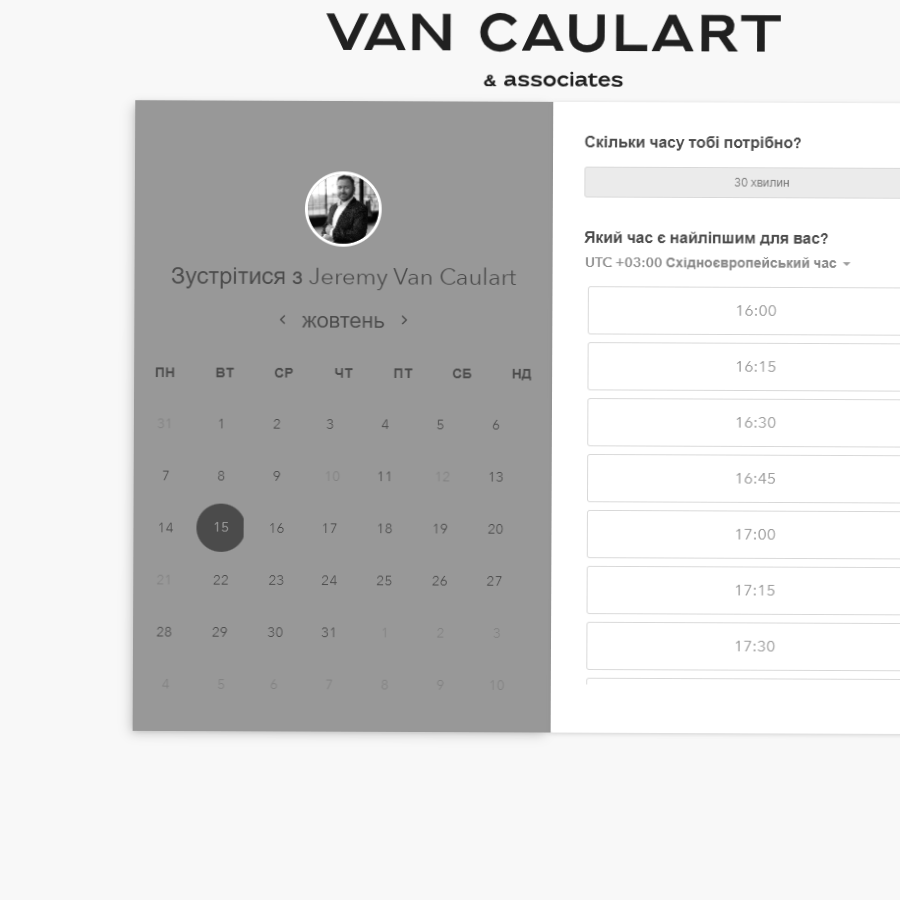 VAN CAULART
& associates
Зустрітися з Jeremy Van Caulart
жовтень
ПН ВТ СР ЧТ ПТ СБ НД
31 1 2 3 4 5 6
7 8 9 10 11 12 13
14 15 16 17 18 19 20
21 22 23 24 25 26 27
28 29 30 31 1 2 3
4 5 6 7 8 9 10
Скільки часу тобі потрібно?
30 хвилин
Який час є найліпшим для вас?
UTC +03:00 Східноєвропейський час
16:00
16:15
16:30
16:45
17:00
17:15
17:30